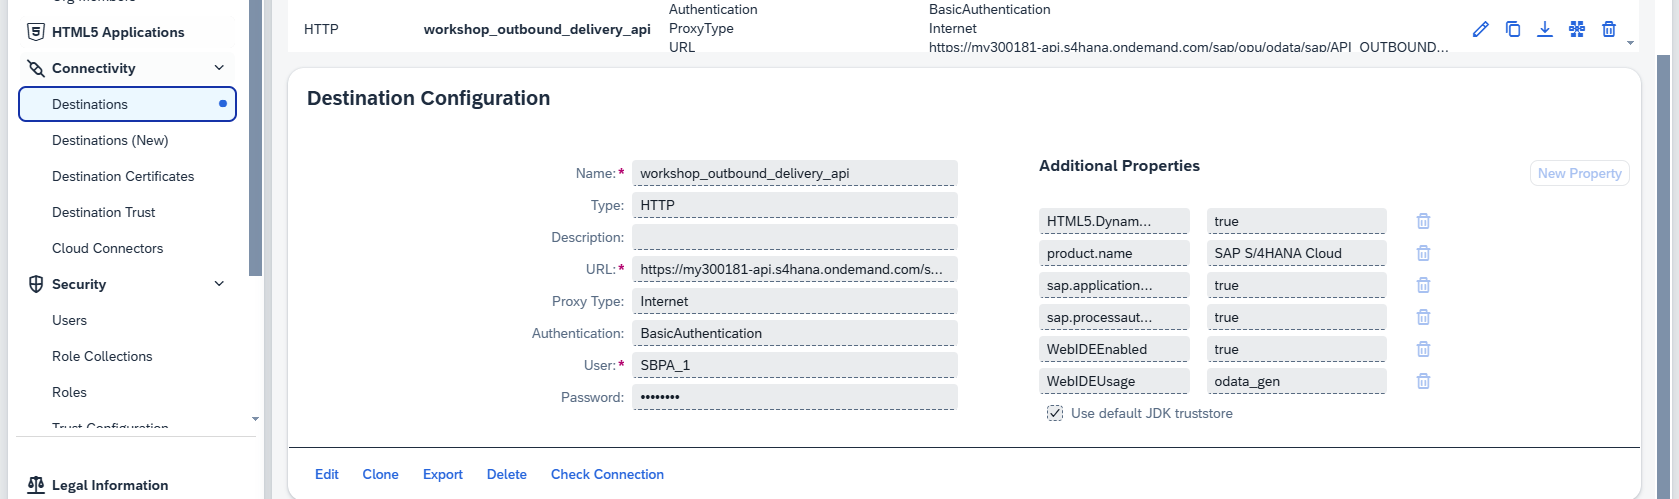 HTML5 Applications
Connectivity
Destinations
Destinations (New)
Destination Certificates
Destination Trust
Cloud Connectors
Security
Users
Role Collections
Roles
Trust Configuration
Legal Information
Authentication BasicAuthentication
HTTP workshop_outbound_delivery_api ProxyType Internet
URL https://my300181-api.s4hana.ondemand.com/sap/opu/odata/sap/API_OUTBOUND...
Destination Configuration
Name:* workshop_outbound_delivery_api
Type: HTTP
Description:
URL:* https://my300181-api.s4hana.ondemand.com/s...
Proxy Type: Internet
Authentication: BasicAuthentication
User:* SBPA_1
Password: ••••••••
Additional Properties
New Property
HTML5.Dynam... true
product.name SAP S/4HANA Cloud
sap.application... true
sap.processaut... true
WebIDEEnabled true
WebIDEUsage odata_gen
Use default JDK truststore
Edit Clone Export Delete Check Connection